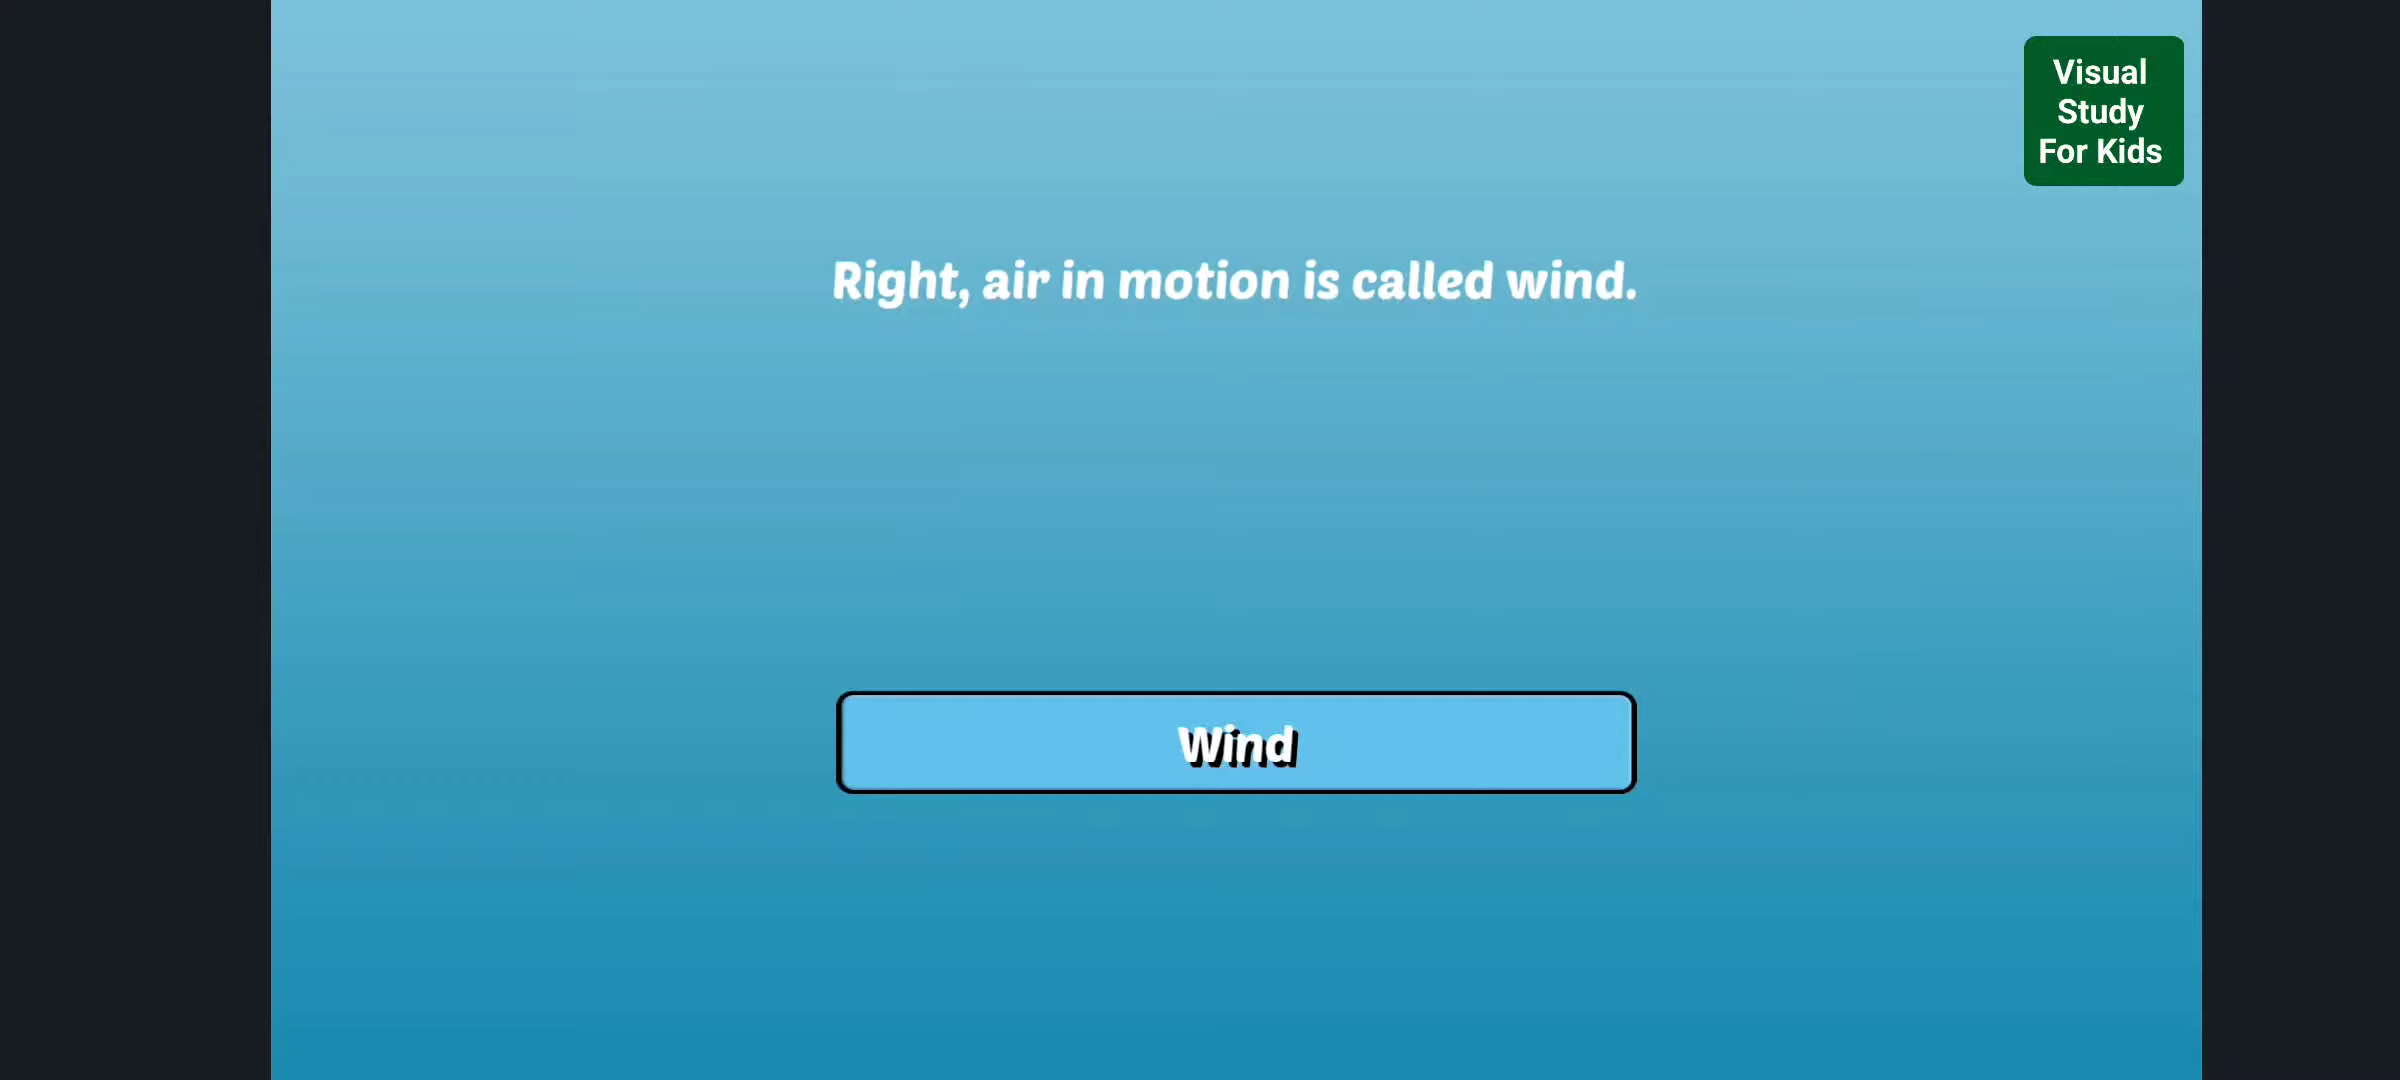 Visual
Study
For Kids
Right, air in motion is called wind.
Wind